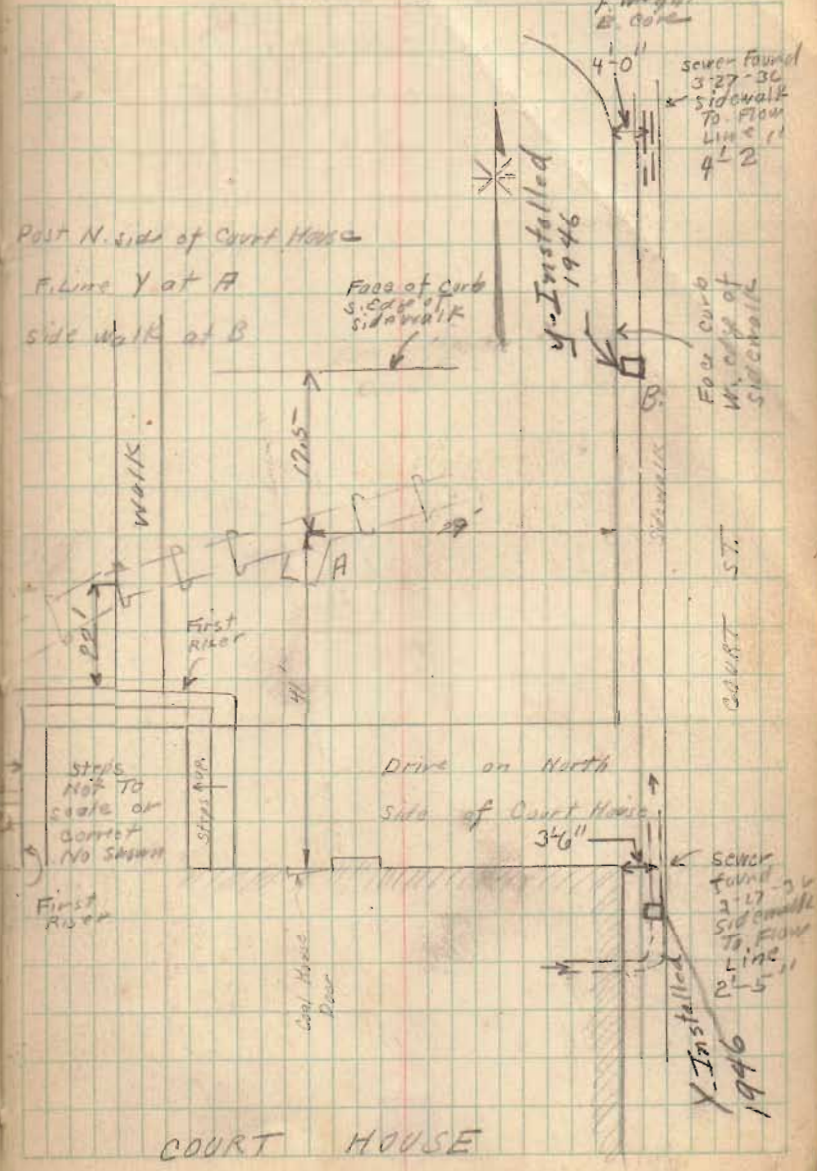 E. Core
4'-0"
sewer found
3-27-36
sidewalk
To Flow
Line
4'-2"
Y-Installed
1946
Post N. side of Court House
F. Line Y at A
side walk at B
Face of Curb
S. Edge of
sidewalk
Face Curb
W. edge of
sidewalk
B.
Walk
12.5
Sidewalk
29'
A
COURT ST.
22'
First
Riser
41'
Steps
Not To
scale or
correct
No shown
Steps up
Drive on North
Side of Court House
3'-6"
First
Riser
sewer
found
3-27-36
Sidewalk
To Flow
Line
2'-5"
Coal House
Door
Y-Installed
1946
COURT HOUSE